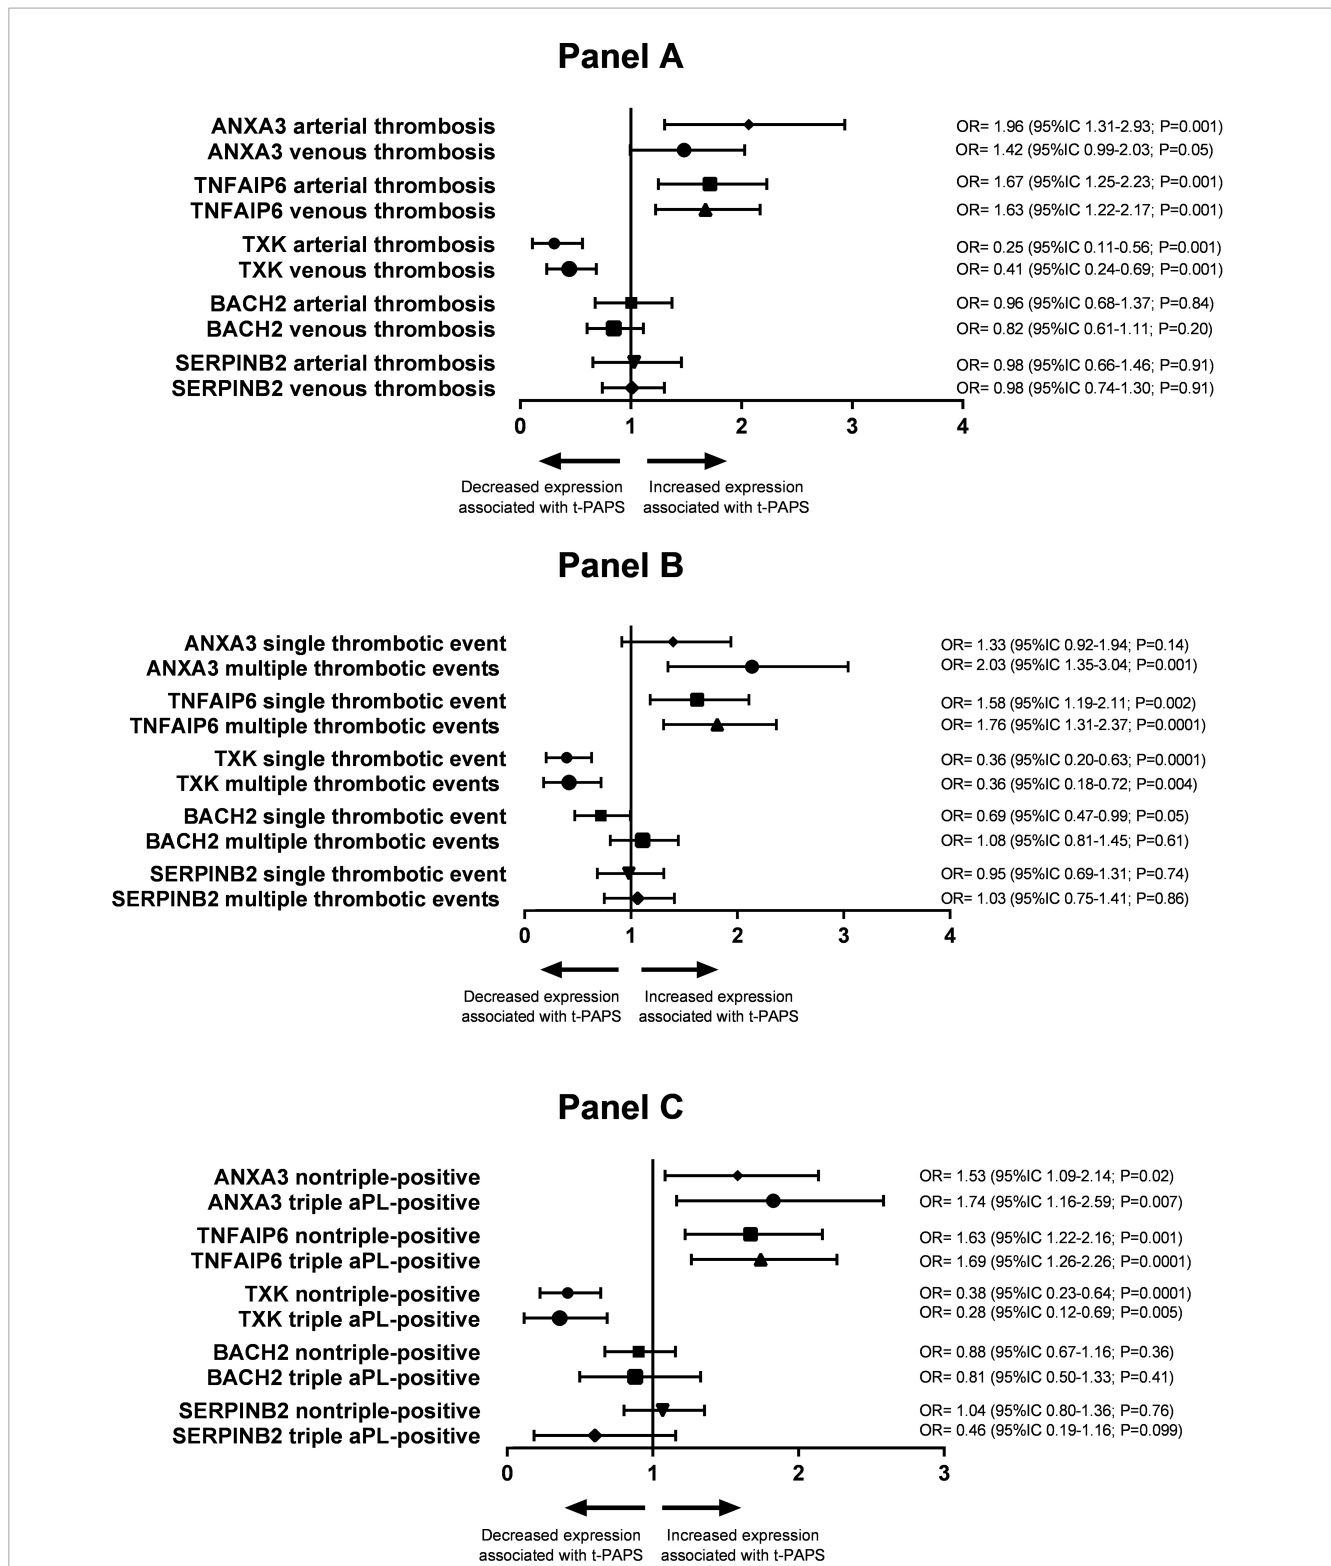 Panel A
ANXA3 arterial thrombosis OR= 1.96 (95%IC 1.31-2.93; P=0.001)
ANXA3 venous thrombosis OR= 1.42 (95%IC 0.99-2.03; P=0.05)
TNFAIP6 arterial thrombosis OR= 1.67 (95%IC 1.25-2.23; P=0.001)
TNFAIP6 venous thrombosis OR= 1.63 (95%IC 1.22-2.17; P=0.001)
TXK arterial thrombosis OR= 0.25 (95%IC 0.11-0.56; P=0.001)
TXK venous thrombosis OR= 0.41 (95%IC 0.24-0.69; P=0.001)
BACH2 arterial thrombosis OR= 0.96 (95%IC 0.68-1.37; P=0.84)
BACH2 venous thrombosis OR= 0.82 (95%IC 0.61-1.11; P=0.20)
SERPINB2 arterial thrombosis OR= 0.98 (95%IC 0.66-1.46; P=0.91)
SERPINB2 venous thrombosis OR= 0.98 (95%IC 0.74-1.30; P=0.91)
0 1 2 3 4
Decreased expression Increased expression
associated with t-PAPS associated with t-PAPS
Panel B
ANXA3 single thrombotic event OR= 1.33 (95%IC 0.92-1.94; P=0.14)
ANXA3 multiple thrombotic events OR= 2.03 (95%IC 1.35-3.04; P=0.001)
TNFAIP6 single thrombotic event OR= 1.58 (95%IC 1.19-2.11; P=0.002)
TNFAIP6 multiple thrombotic events OR= 1.76 (95%IC 1.31-2.37; P=0.0001)
TXK single thrombotic event OR= 0.36 (95%IC 0.20-0.63; P=0.0001)
TXK multiple thrombotic events OR= 0.36 (95%IC 0.18-0.72; P=0.004)
BACH2 single thrombotic event OR= 0.69 (95%IC 0.47-0.99; P=0.05)
BACH2 multiple thrombotic events OR= 1.08 (95%IC 0.81-1.45; P=0.61)
SERPINB2 single thrombotic event OR= 0.95 (95%IC 0.69-1.31; P=0.74)
SERPINB2 multiple thrombotic events OR= 1.03 (95%IC 0.75-1.41; P=0.86)
0 1 2 3 4
Decreased expression Increased expression
associated with t-PAPS associated with t-PAPS
Panel C
ANXA3 nontriple-positive OR= 1.53 (95%IC 1.09-2.14; P=0.02)
ANXA3 triple aPL-positive OR= 1.74 (95%IC 1.16-2.59; P=0.007)
TNFAIP6 nontriple-positive OR= 1.63 (95%IC 1.22-2.16; P=0.001)
TNFAIP6 triple aPL-positive OR= 1.69 (95%IC 1.26-2.26; P=0.0001)
TXK nontriple-positive OR= 0.38 (95%IC 0.23-0.64; P=0.0001)
TXK triple aPL-positive OR= 0.28 (95%IC 0.12-0.69; P=0.005)
BACH2 nontriple-positive OR= 0.88 (95%IC 0.67-1.16; P=0.36)
BACH2 triple aPL-positive OR= 0.81 (95%IC 0.50-1.33; P=0.41)
SERPINB2 nontriple-positive OR= 1.04 (95%IC 0.80-1.36; P=0.76)
SERPINB2 triple aPL-positive OR= 0.46 (95%IC 0.19-1.16; P=0.099)
0 1 2 3
Decreased expression Increased expression
associated with t-PAPS associated with t-PAPS